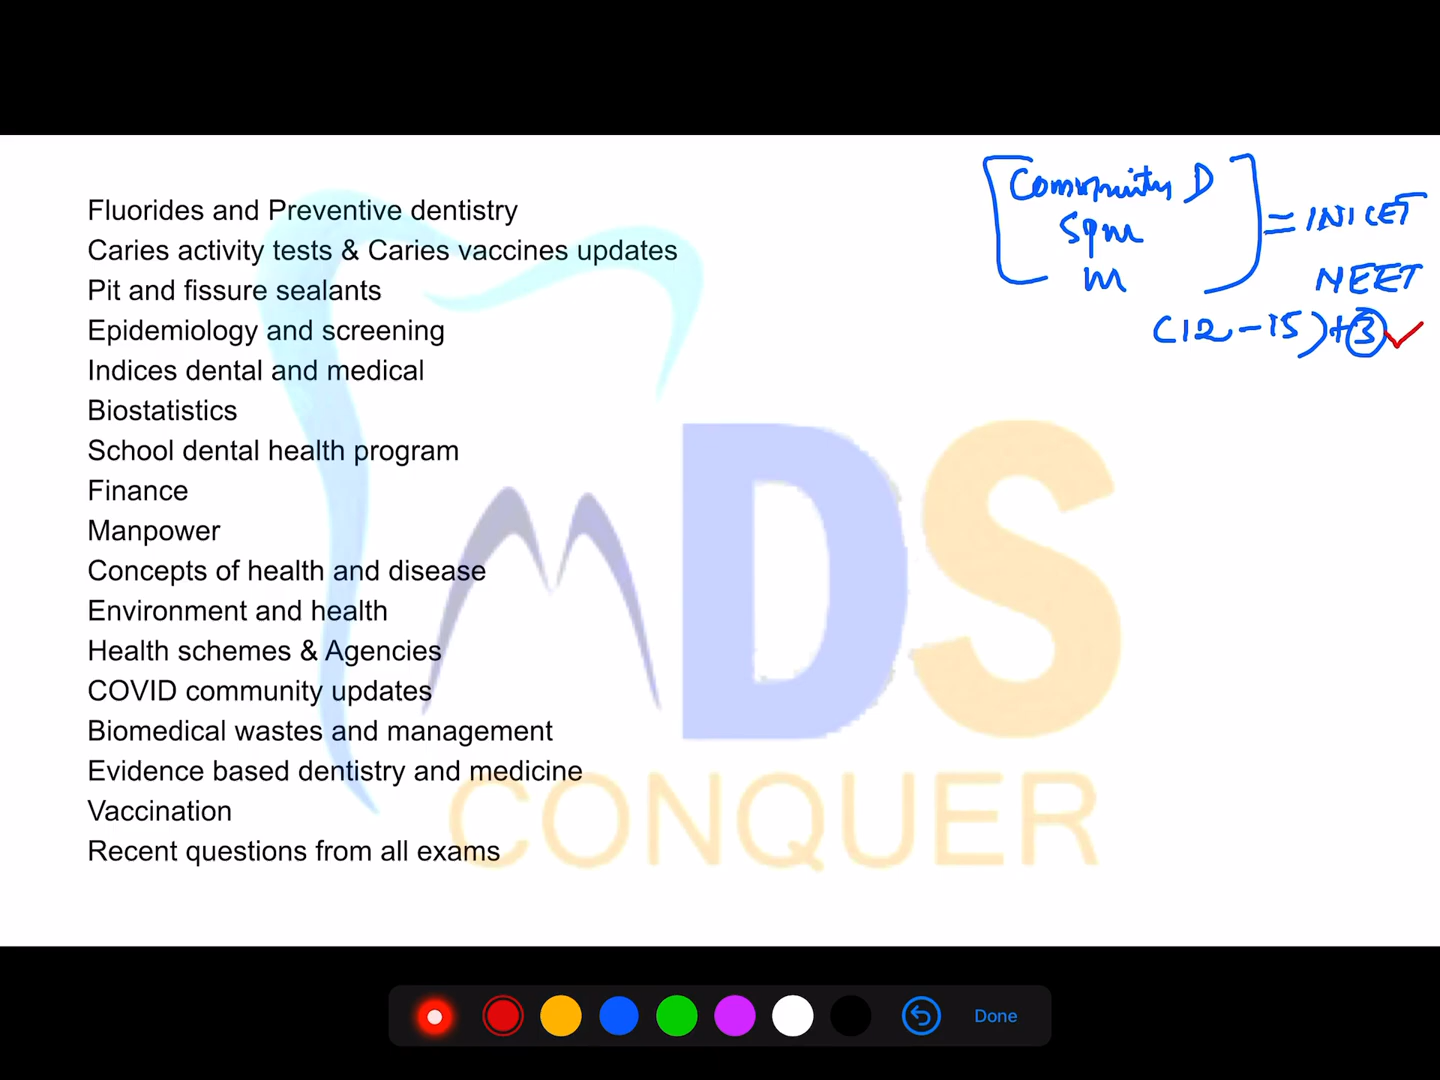 Fluorides and Preventive dentistry
Caries activity tests & Caries vaccines updates
Pit and fissure sealants
Epidemiology and screening
Indices dental and medical
Biostatistics
School dental health program
Finance
Manpower
Concepts of health and disease
Environment and health
Health schemes & Agencies
COVID community updates
Biomedical wastes and management
Evidence based dentistry and medicine
Vaccination
Recent questions from all exams
Community D
SPM
M
= INICET
NEET
(12-15)+3
MDS
CONQUER
Done